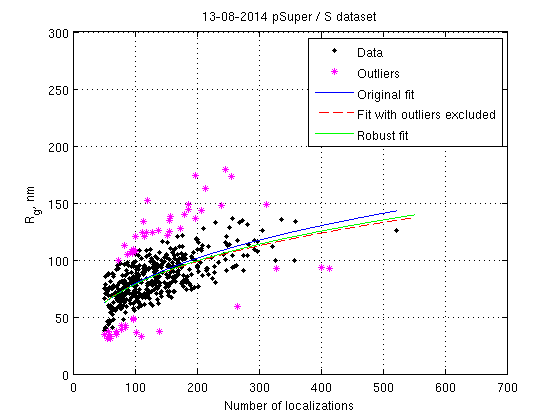 13-08-2014 pSuper / S dataset
300
250
200
150
100
50
0
R_g, nm
Data
Outliers
Original fit
Fit with outliers excluded
Robust fit
0 100 200 300 400 500 600 700
Number of localizations